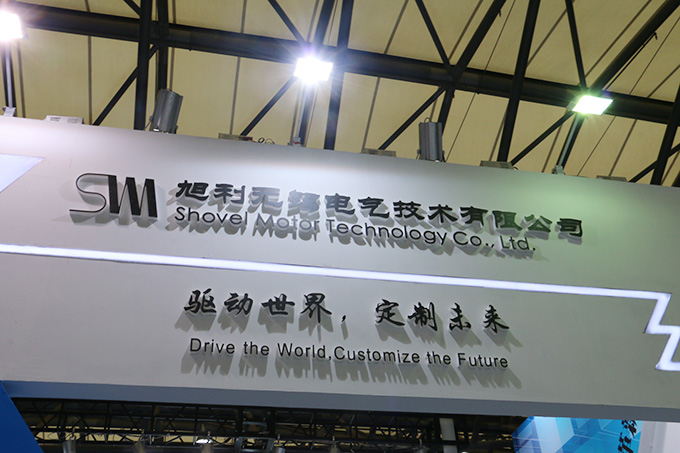 SM 旭利无锡电气技术有限公司
Shovel Motor Technology Co., Ltd.
驱动世界，定制未来
Drive the World,Customize the Future